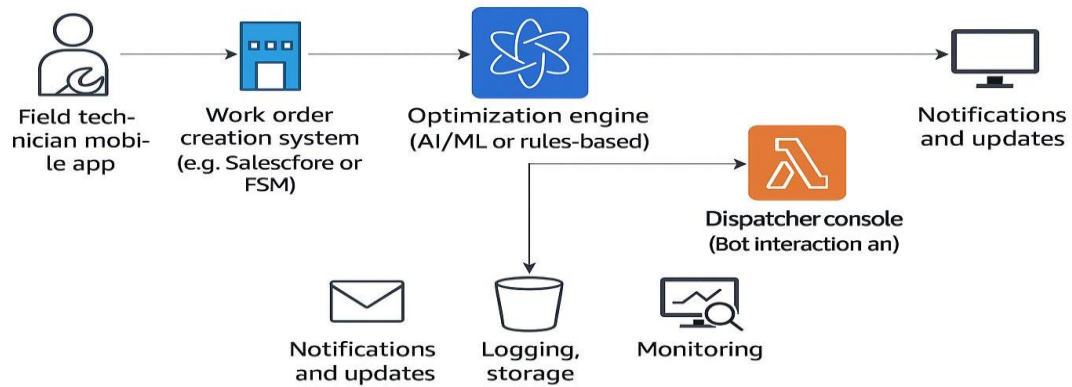 Field tech-
nician mobi-
le app
Work order
creation system
(e.g. Salescfore or
FSM)
Optimization engine
(AI/ML or rules-based)
Notifications
and updates
Dispatcher console
(Bot interaction an)
Notifications
and updates
Logging,
storage
Monitoring